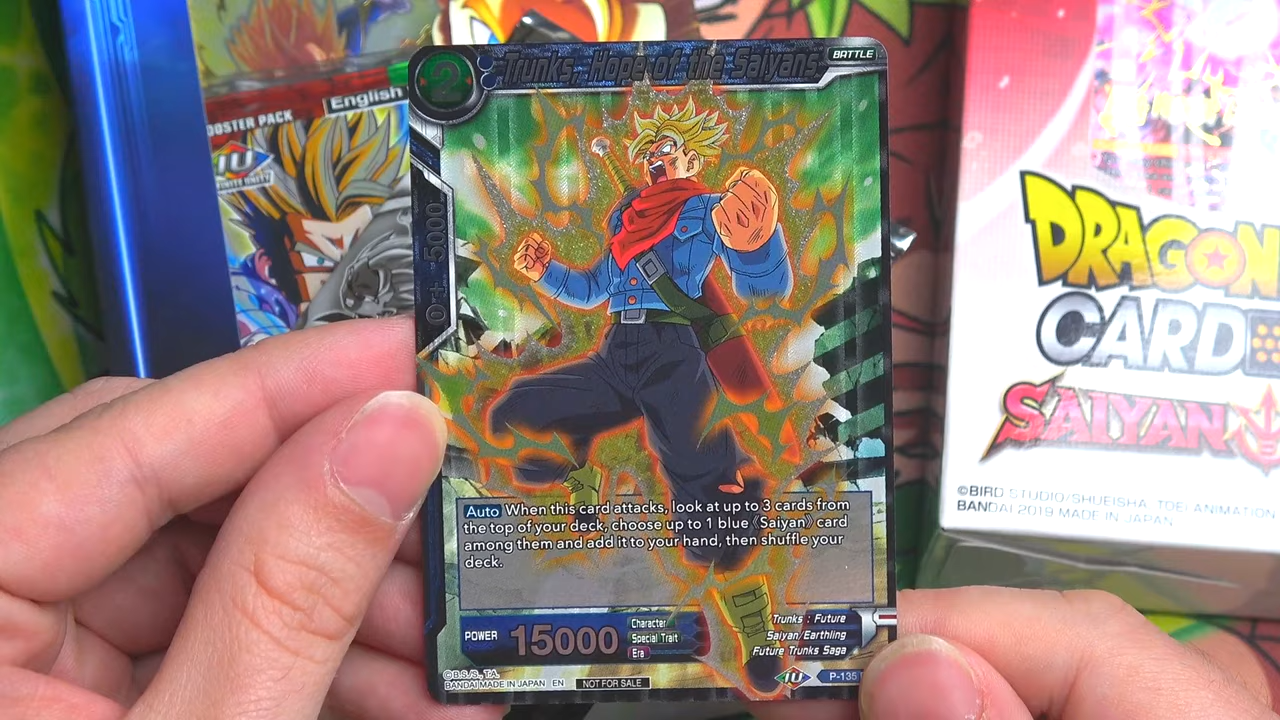 Trunks, Hope of the Saiyans
BATTLE
2
0r+ 5000
Auto When this card attacks, look at up to 3 cards from
the top of your deck, choose up to 1 blue《Saiyan》card
among them and add it to your hand, then shuffle your
deck.
POWER
15000
Character
Special Trait
Era
Trunks : Future
Saiyan/Earthling
Future Trunks Saga
©B.S./S., T.A.
BANDAI MADE IN JAPAN EN
NOT FOR SALE
IU
P-135
English
OOSTER PACK
IU
DRAGON
CARD
SAIYAN
©BIRD STUDIO/SHUEISHA, TOEI ANIMATION
BANDAI 2019 MADE IN JAPAN